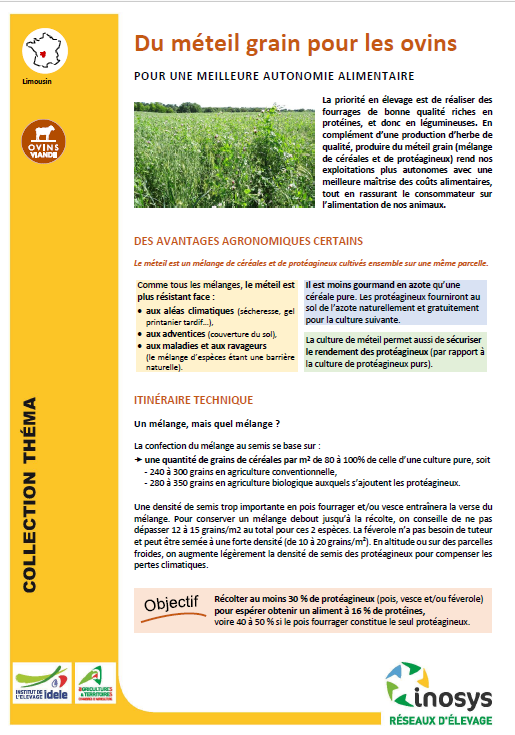 Limousin
OVINS
VIANDE
COLLECTION THÉMA
Du méteil grain pour les ovins
POUR UNE MEILLEURE AUTONOMIE ALIMENTAIRE
La priorité en élevage est de réaliser des
fourrages de bonne qualité riches en
protéines, et donc en légumineuses. En
complément d'une production d'herbe de
qualité, produire du méteil grain (mélange
de céréales et de protéagineux) rend nos
exploitations plus autonomes avec une
meilleure maîtrise des coûts alimentaires,
tout en rassurant le consommateur sur
l'alimentation de nos animaux.
DES AVANTAGES AGRONOMIQUES CERTAINS
Le méteil est un mélange de céréales et de protéagineux cultivés ensemble sur une même parcelle.
Comme tous les mélanges, le méteil est
plus résistant face :
• aux aléas climatiques (sécheresse, gel
printanier tardif...),
• aux adventices (couverture du sol),
• aux maladies et aux ravageurs
(le mélange d'espèces étant une barrière
naturelle).
Il est moins gourmand en azote qu'une
céréale pure. Les protéagineux fourniront au
sol de l'azote naturellement et gratuitement
pour la culture suivante.
La culture de méteil permet aussi de sécuriser
le rendement des protéagineux (par rapport à
la culture de protéagineux purs).
ITINÉRAIRE TECHNIQUE
Un mélange, mais quel mélange ?
La confection du mélange au semis se base sur :
➔ une quantité de grains de céréales par m² de 80 à 100% de celle d'une culture pure, soit
- 240 à 300 grains en agriculture conventionnelle,
- 280 à 350 grains en agriculture biologique auxquels s'ajoutent les protéagineux.
Une densité de semis trop importante en pois fourrager et/ou vesce entraînera la verse du
mélange. Pour conserver un mélange debout jusqu'à la récolte, on conseille de ne pas
dépasser 12 à 15 grains/m2 au total pour ces 2 espèces. La féverole n'a pas besoin de tuteur
et peut être semée à une forte densité (de 10 à 20 grains/m²). En altitude ou sur des parcelles
froides, on augmente légèrement la densité de semis des protéagineux pour compenser les
pertes climatiques.
Objectif
Récolter au moins 30 % de protéagineux (pois, vesce et/ou féverole)
pour espérer obtenir un aliment à 16 % de protéines,
voire 40 à 50 % si le pois fourrager constitue le seul protéagineux.
INSTITUT DE
L'ELEVAGE idele
AGRICULTURES
& TERRITOIRES
CHAMBRES D'AGRICULTURE
inosys
RÉSEAUX D'ÉLEVAGE